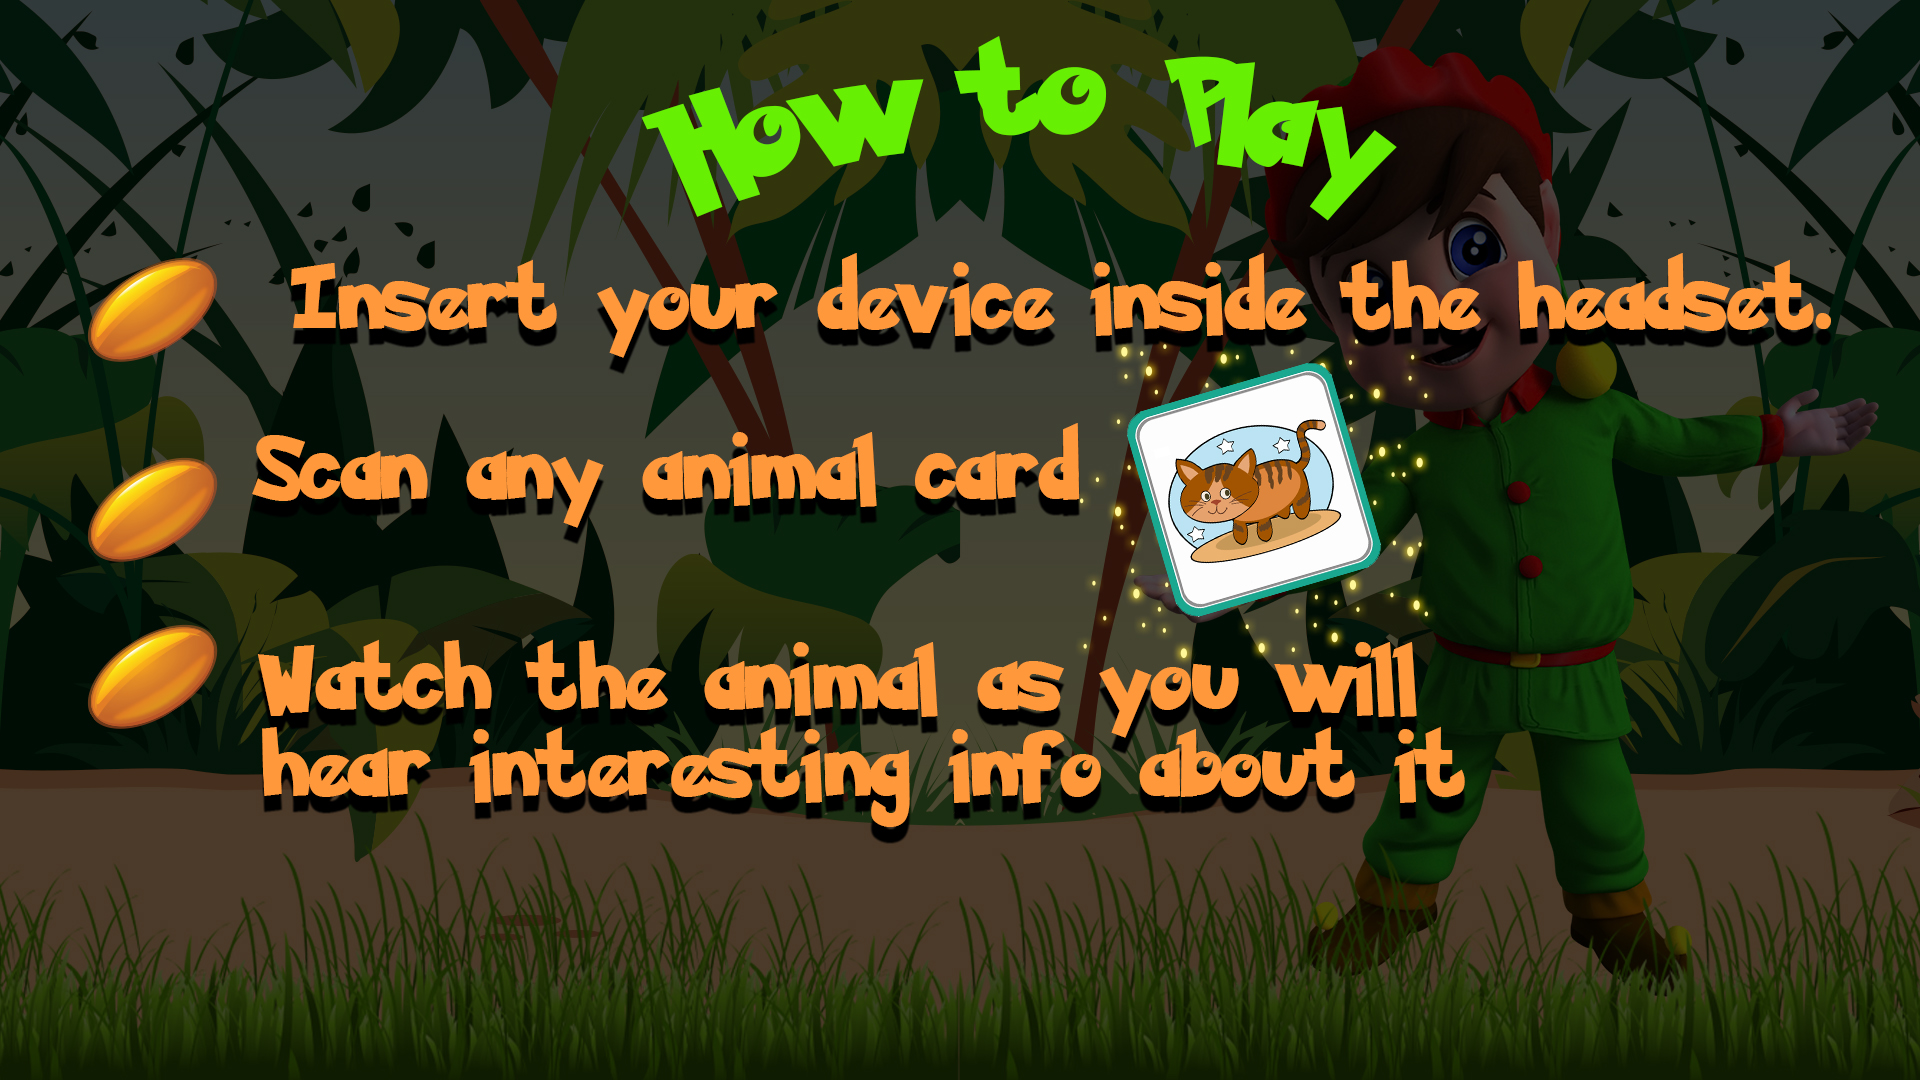 How to Play
Insert your device inside the headset.
Scan any animal card
Watch the animal as you will
hear interesting info about it